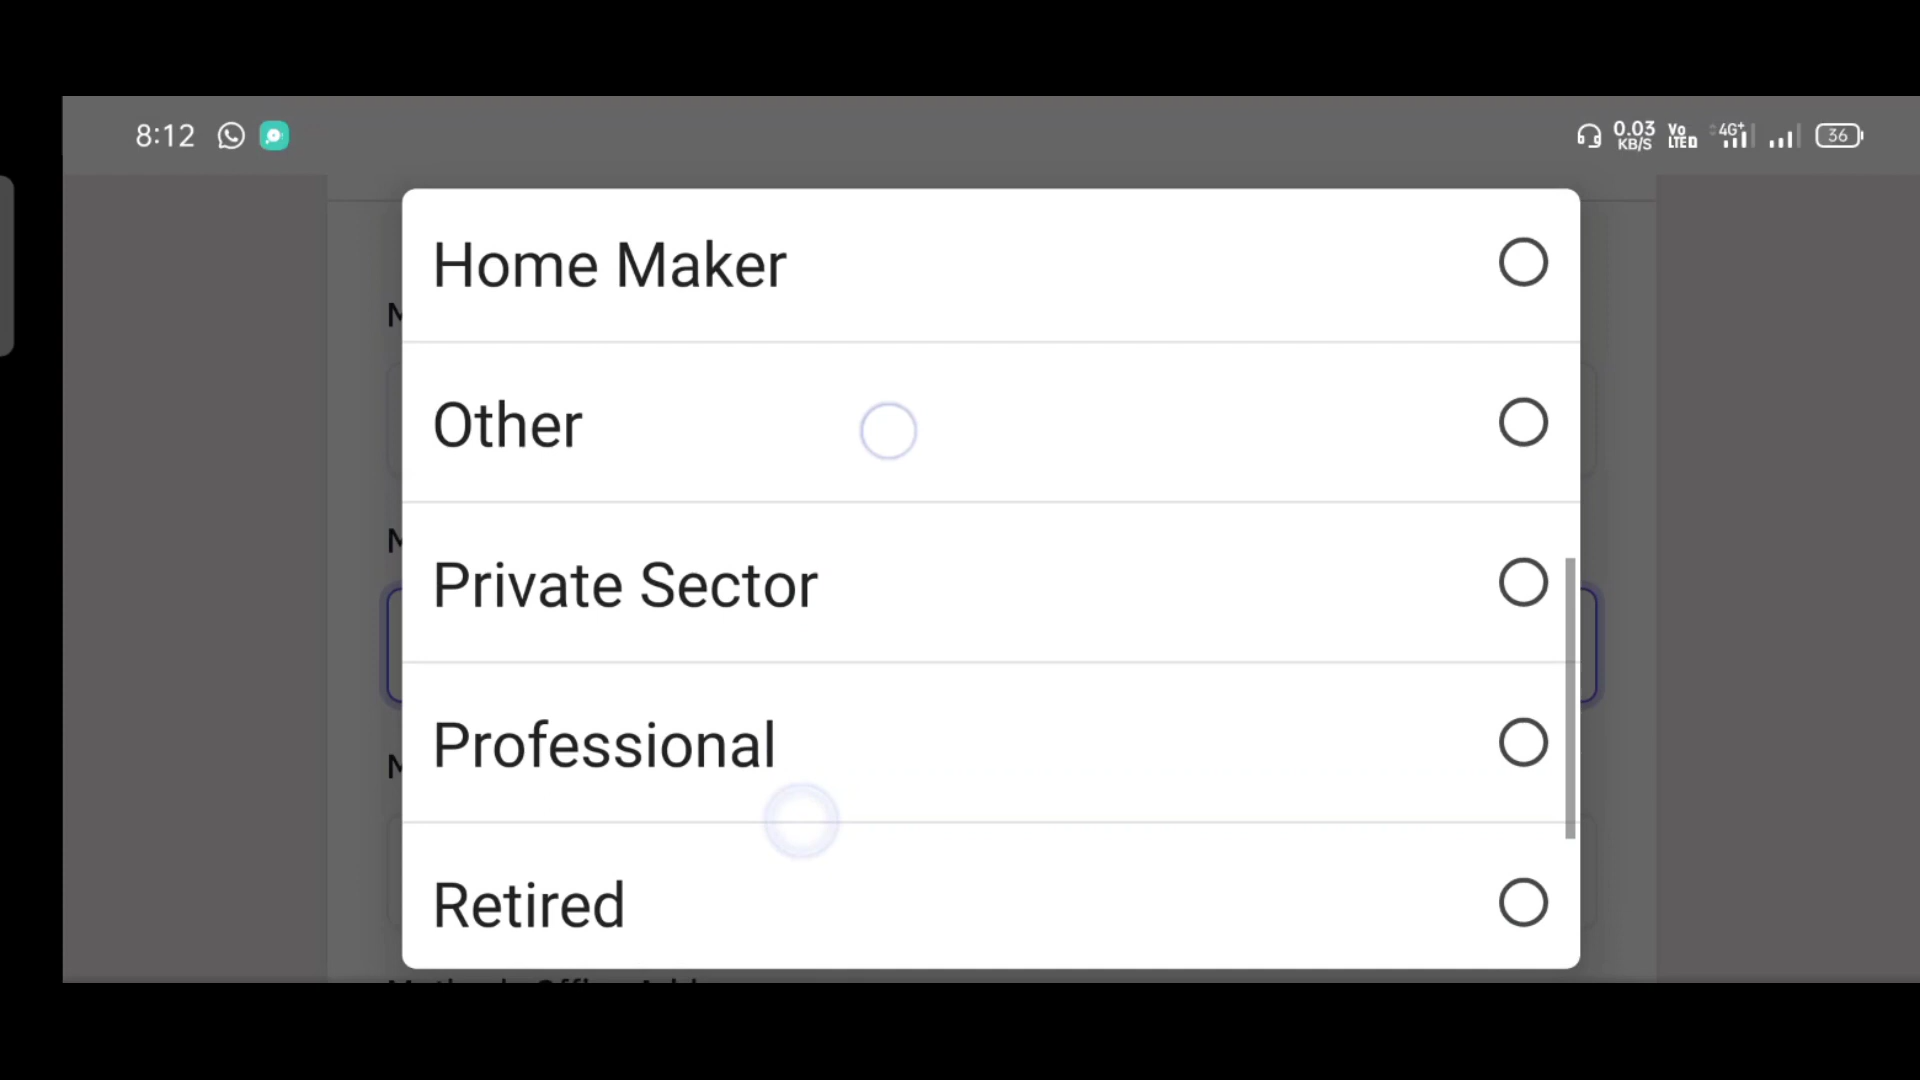 8:12
0.03
KB/S
Vo
LTE
4G+
36
Home Maker
Other
Private Sector
Professional
Retired